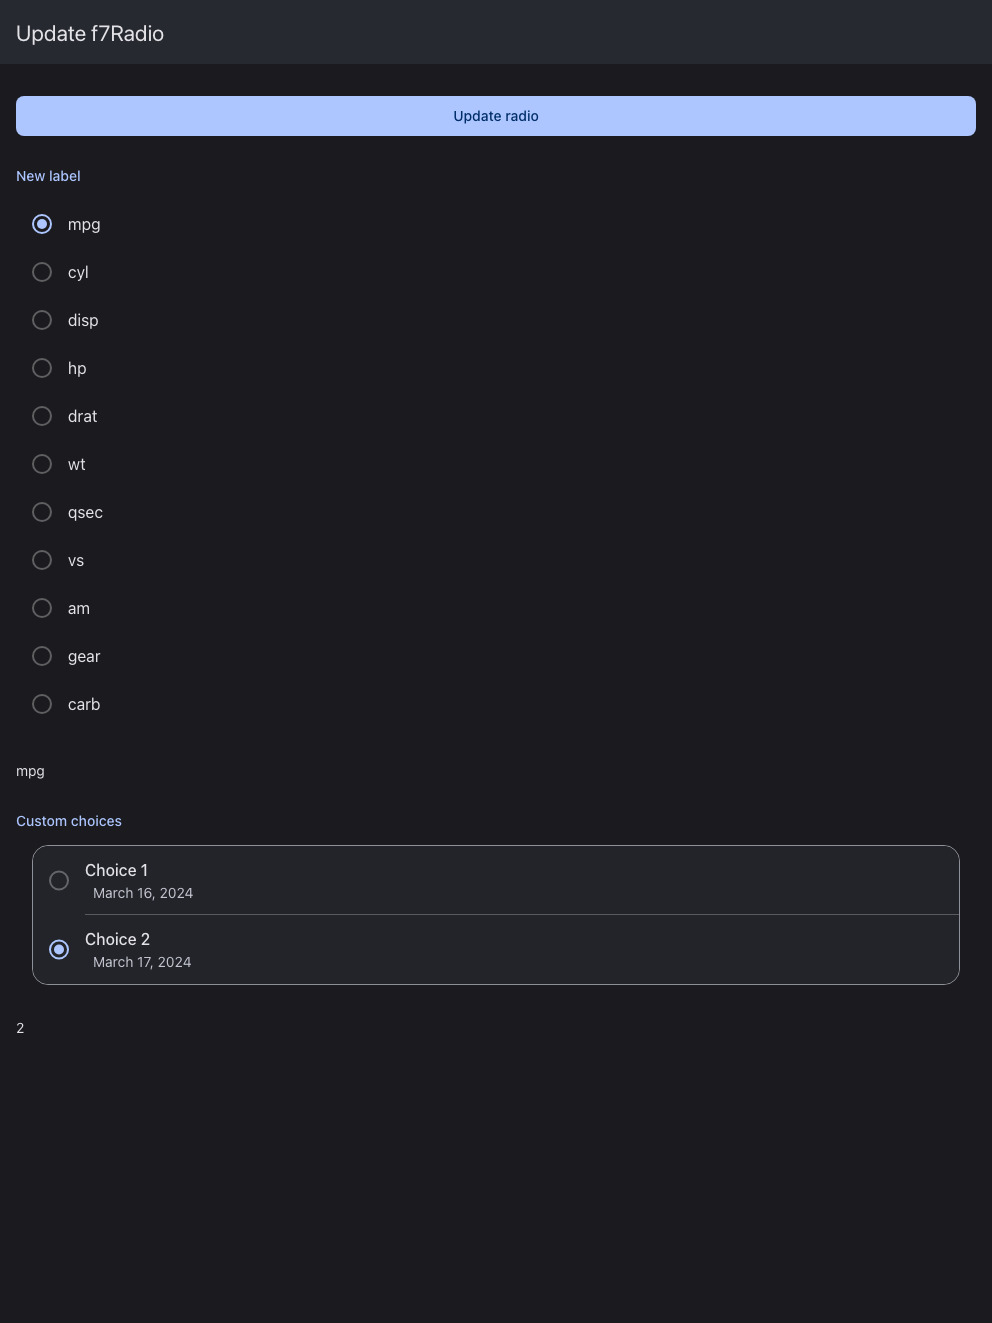 Update f7Radio
Update radio
New label
mpg
cyl
disp
hp
drat
wt
qsec
vs
am
gear
carb
mpg
Custom choices
Choice 1
March 16, 2024
Choice 2
March 17, 2024
2